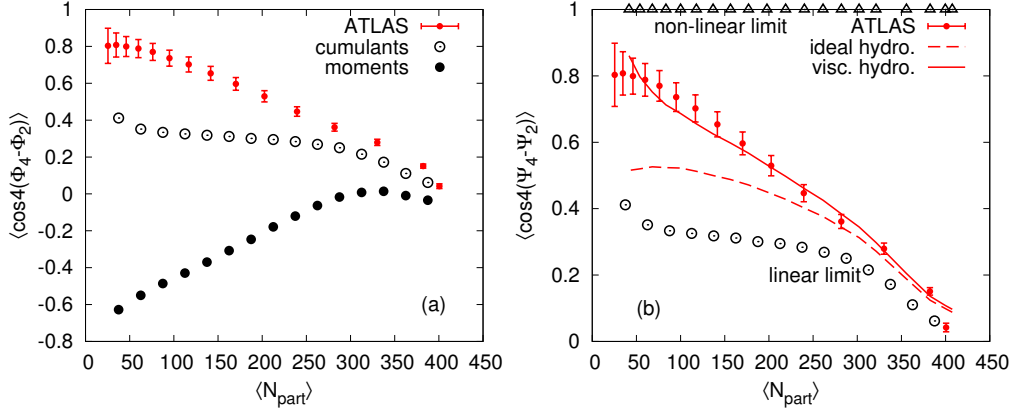 ATLAS
cumulants
moments
⟨cos4(Φ4-Φ2)⟩
0.8
0.6
0.4
0.2
0
-0.2
-0.4
-0.6
-0.8
(a)
0 50 100 150 200 250 300 350 400 450
⟨Npart⟩
non-linear limit
ATLAS
ideal hydro.
visc. hydro.
⟨cos4(Ψ4-Ψ2)⟩
1
0.8
0.6
0.4
0.2
0
linear limit
(b)
0 50 100 150 200 250 300 350 400 450
⟨Npart⟩